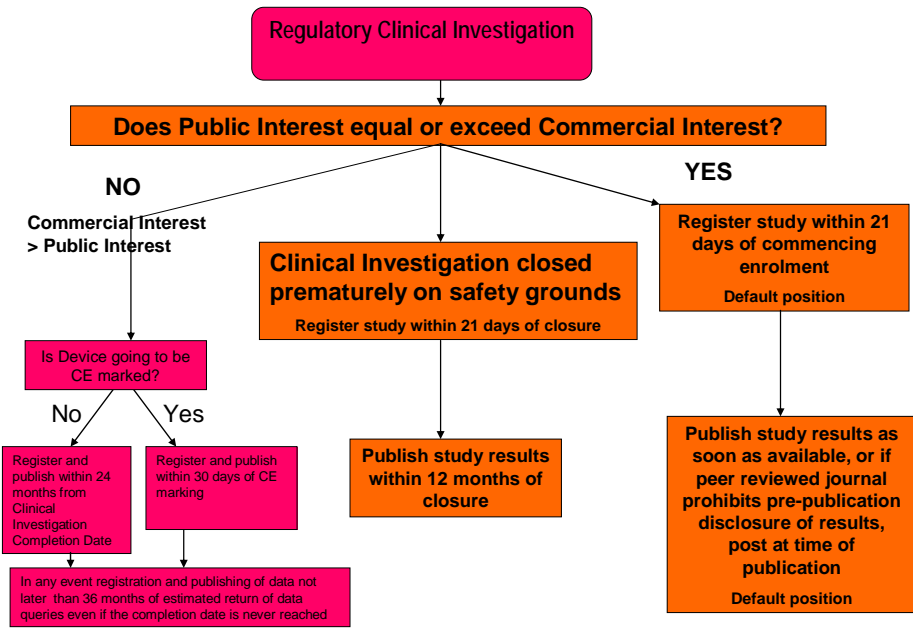 Regulatory Clinical Investigation
Does Public Interest equal or exceed Commercial Interest?
NO
Commercial Interest
> Public Interest
YES
Clinical Investigation closed
prematurely on safety grounds
Register study within 21 days of closure
Register study within 21
days of commencing
enrolment
Default position
Is Device going to be
CE marked?
No
Yes
Register and
publish within 24
months from
Clinical
Investigation
Completion Date
Register and publish
within 30 days of CE
marking
Publish study results
within 12 months of
closure
Publish study results as
soon as available, or if
peer reviewed journal
prohibits pre-publication
disclosure of results,
post at time of
publication
Default position
In any event registration and publishing of data not
later than 36 months of estimated return of data
queries even if the completion date is never reached